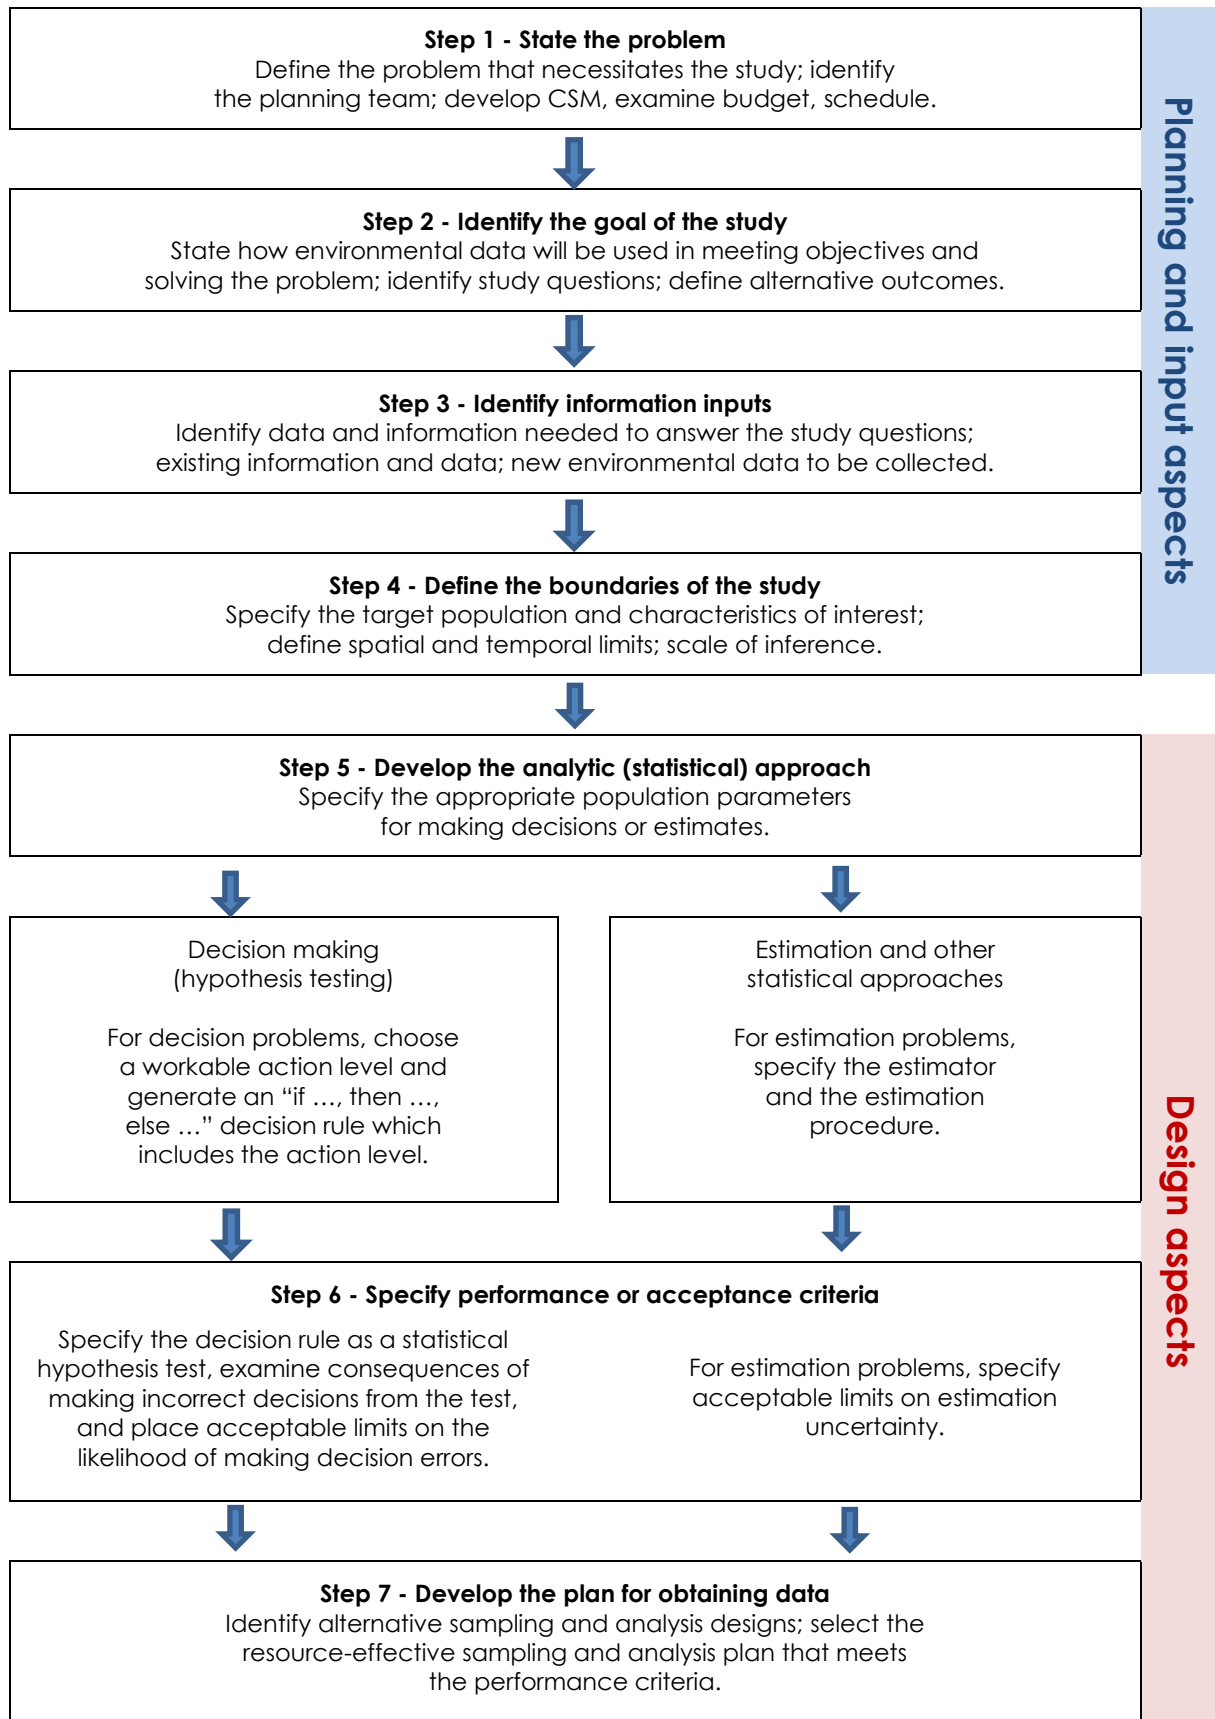 Step 1 - State the problem
Define the problem that necessitates the study; identify
the planning team; develop CSM, examine budget, schedule.
Step 2 - Identify the goal of the study
State how environmental data will be used in meeting objectives and
solving the problem; identify study questions; define alternative outcomes.
Step 3 - Identify information inputs
Identify data and information needed to answer the study questions;
existing information and data; new environmental data to be collected.
Step 4 - Define the boundaries of the study
Specify the target population and characteristics of interest;
define spatial and temporal limits; scale of inference.
Planning and input aspects
Step 5 - Develop the analytic (statistical) approach
Specify the appropriate population parameters
for making decisions or estimates.
Decision making
(hypothesis testing)
For decision problems, choose
a workable action level and
generate an “if …, then …,
else …” decision rule which
includes the action level.
Estimation and other
statistical approaches
For estimation problems,
specify the estimator
and the estimation
procedure.
Step 6 - Specify performance or acceptance criteria
Specify the decision rule as a statistical
hypothesis test, examine consequences of
making incorrect decisions from the test,
and place acceptable limits on the
likelihood of making decision errors.
For estimation problems, specify
acceptable limits on estimation
uncertainty.
Step 7 - Develop the plan for obtaining data
Identify alternative sampling and analysis designs; select the
resource-effective sampling and analysis plan that meets
the performance criteria.
Design aspects